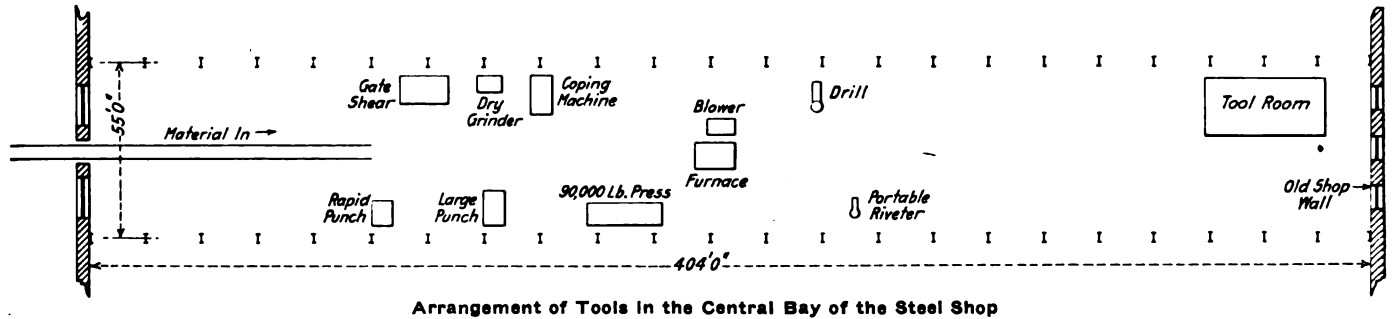 Gate
Shear
Dry
Grinder
Coping
Machine
Blower
Drill
Tool Room
55'0"
Material In →
Furnace
Rapid
Punch
Large
Punch
90,000 Lb. Press
Portable
Riveter
Old Shop
Wall
404'0"
Arrangement of Tools in the Central Bay of the Steel Shop